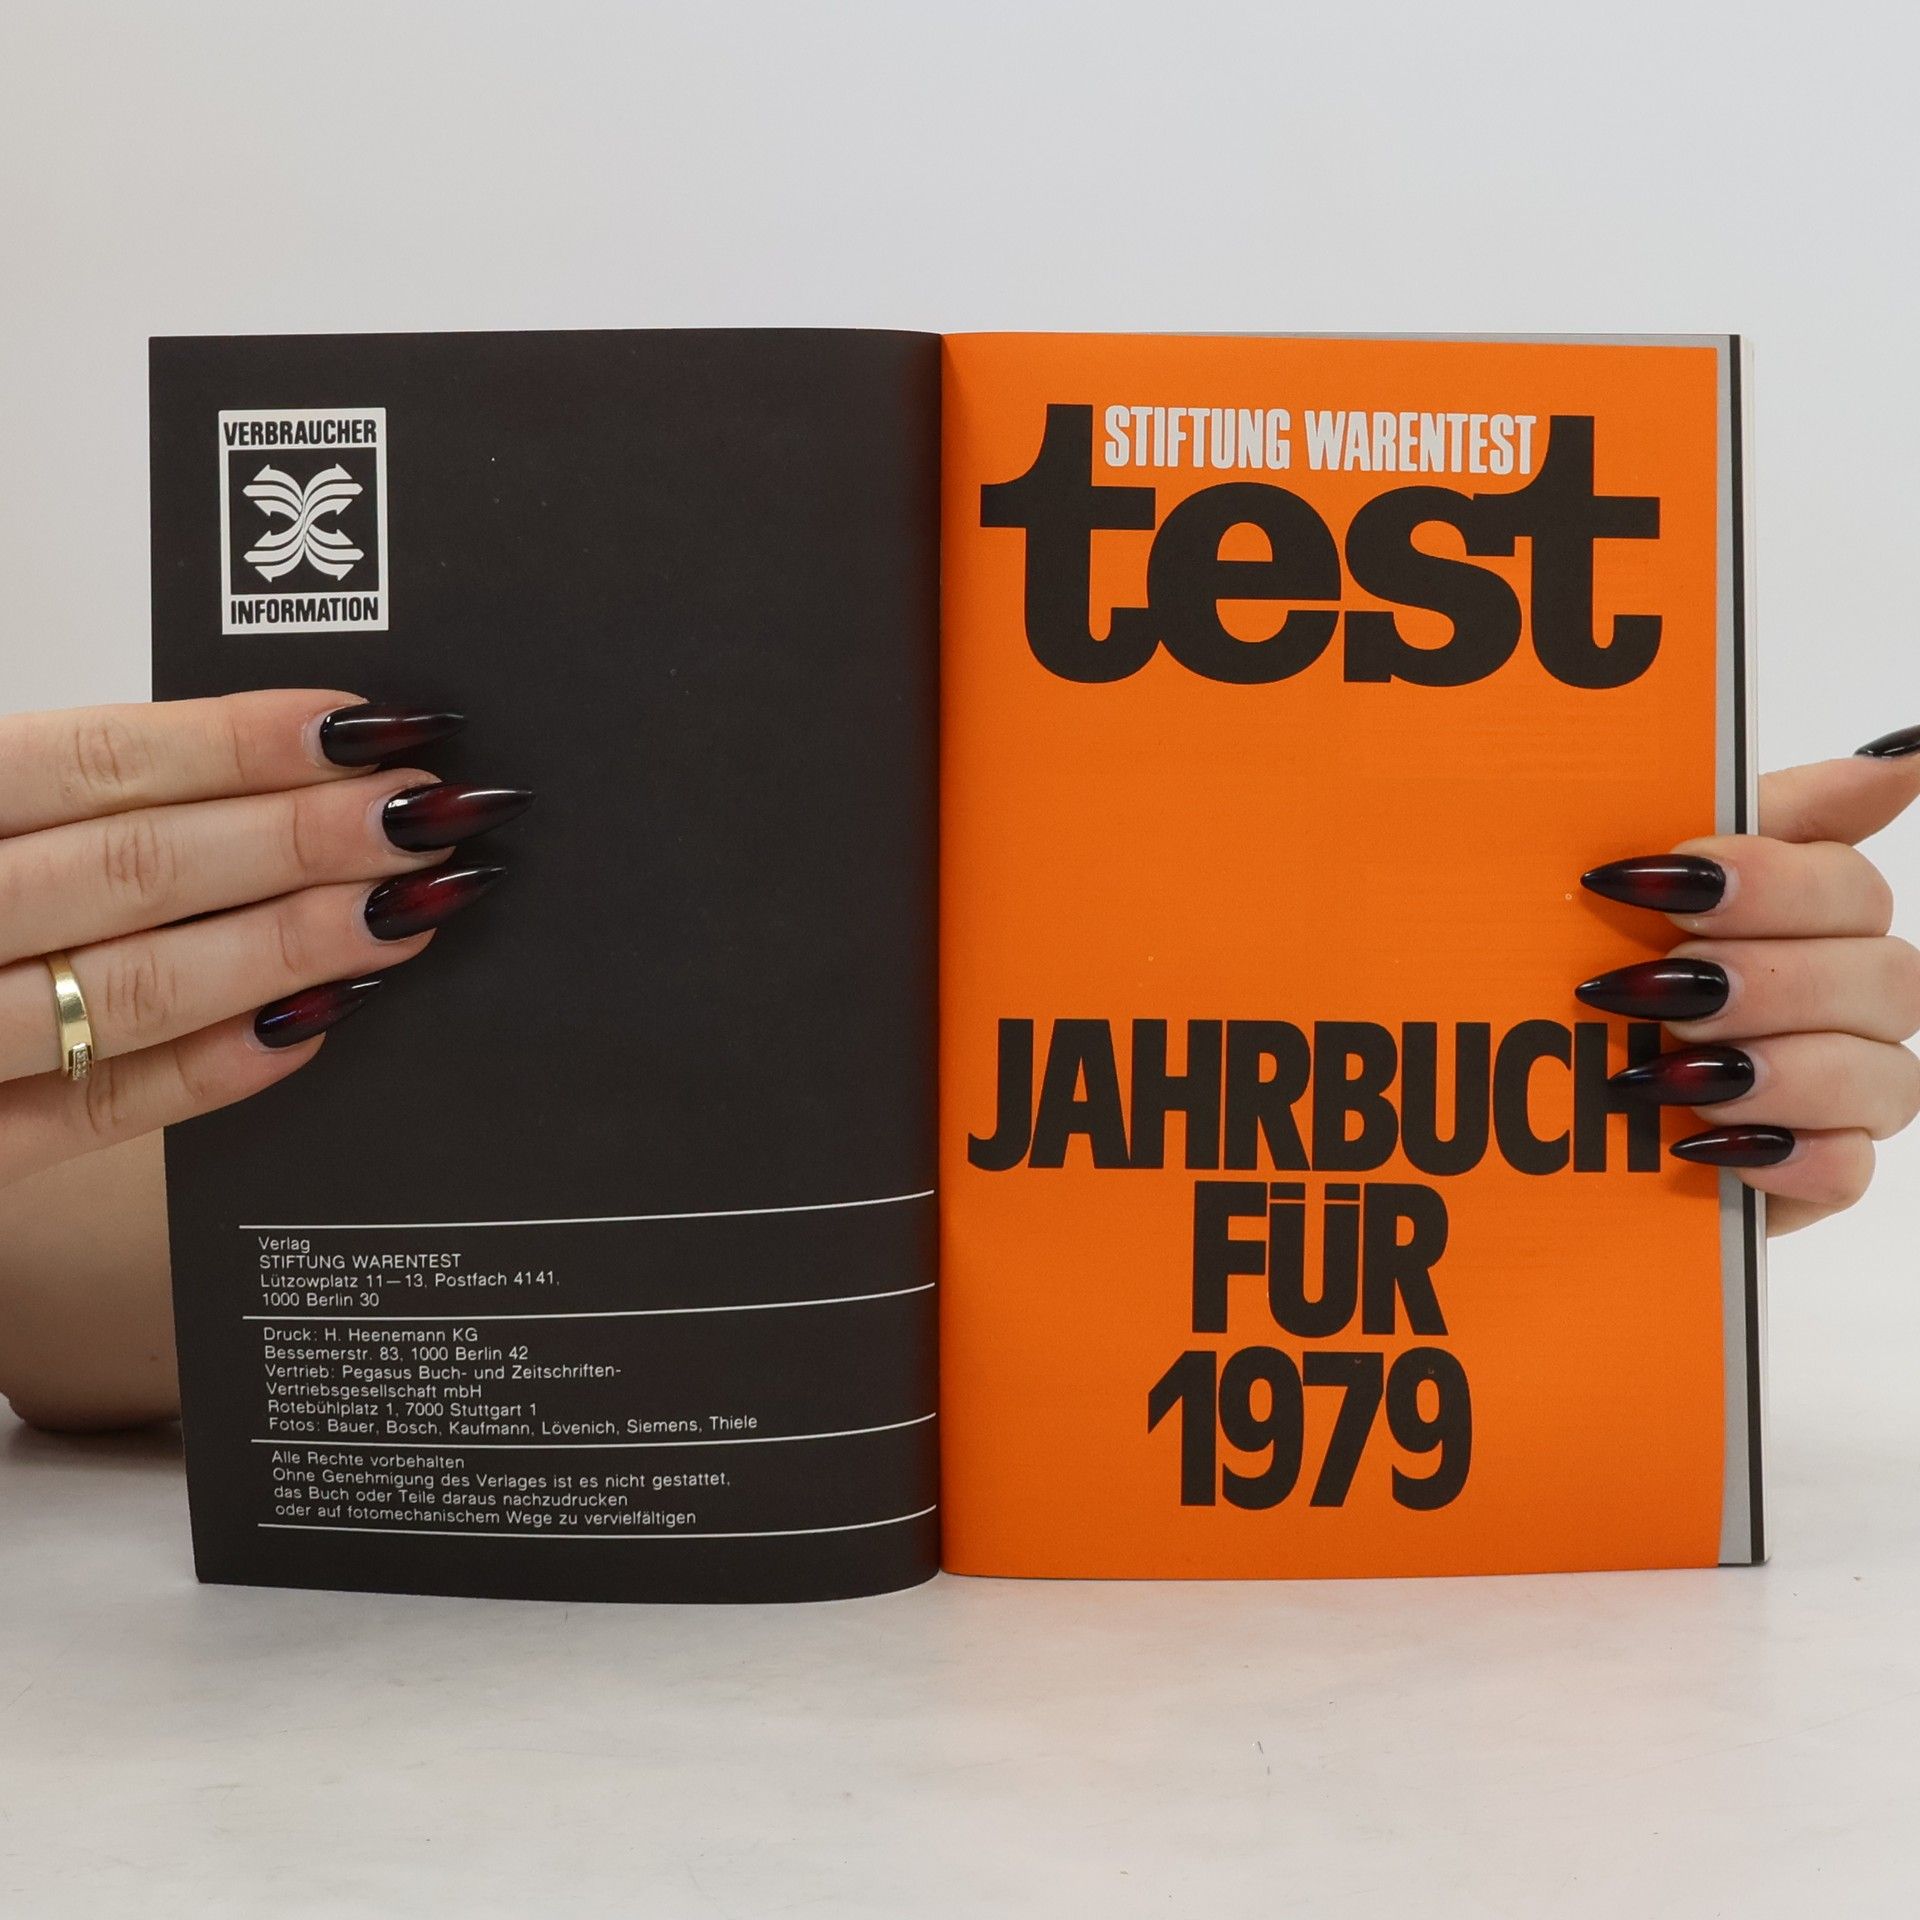 VERBRAUCHER
INFORMATION
Verlag
STIFTUNG WARENTEST
Lützowplatz 11—13, Postfach 4141,
1000 Berlin 30
Druck: H. Heenemann KG
Bessemerstr. 83, 1000 Berlin 42
Vertrieb: Pegasus Buch- und Zeitschriften-
Vertriebsgesellschaft mbH
Rotebühlplatz 1, 7000 Stuttgart 1
Fotos: Bauer, Bosch, Kaufmann, Lövenich, Siemens, Thiele
Alle Rechte vorbehalten
Ohne Genehmigung des Verlages ist es nicht gestattet,
das Buch oder Teile daraus nachzudrucken
oder auf fotomechanischem Wege zu vervielfältigen
STIFTUNG WARENTEST
test
JAHRBUCH
FÜR
1979